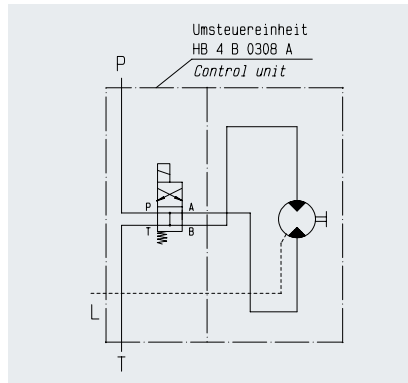 Umsteuereinheit
HB 4 B 0308 A
Control unit
P
P A
T B
L
T